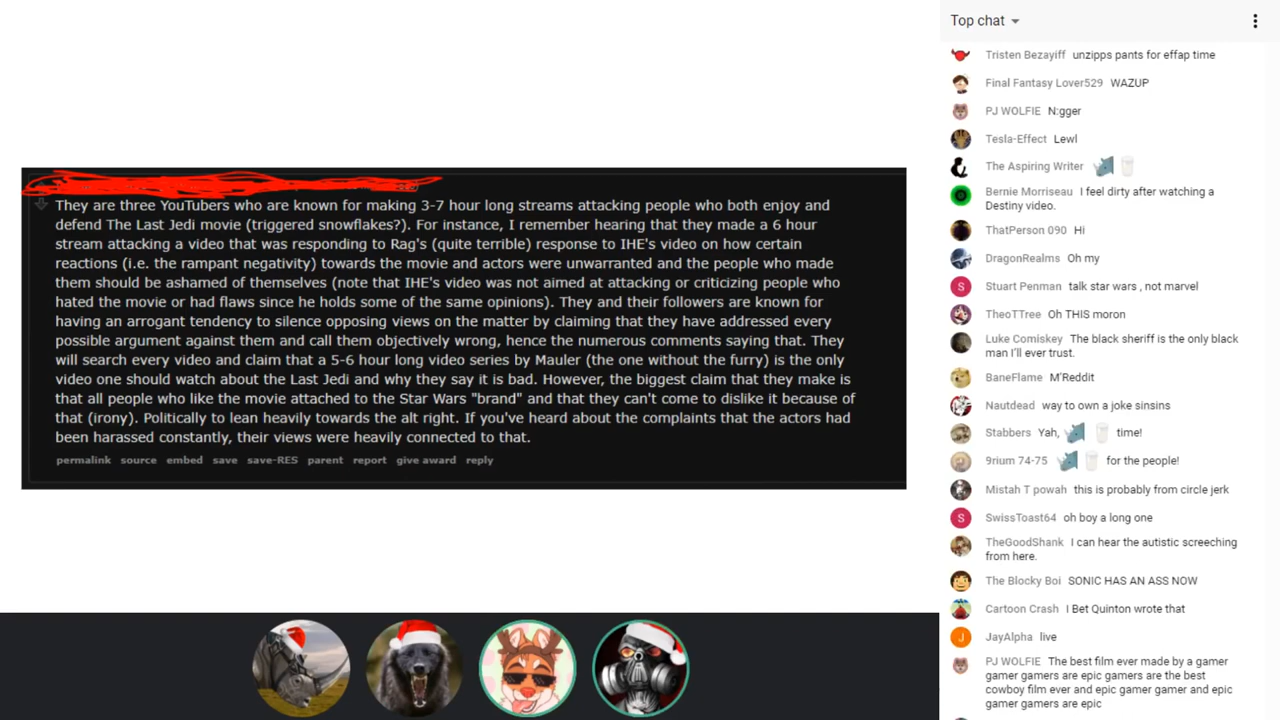 They are three YouTubers who are known for making 3-7 hour long streams attacking people who both enjoy and
defend The Last Jedi movie (triggered snowflakes?). For instance, I remember hearing that they made a 6 hour
stream attacking a video that was responding to Rag's (quite terrible) response to IHE's video on how certain
reactions (i.e. the rampant negativity) towards the movie and actors were unwarranted and the people who made
them should be ashamed of themselves (note that IHE's video was not aimed at attacking or criticizing people who
hated the movie or had flaws since he holds some of the same opinions). They and their followers are known for
having an arrogant tendency to silence opposing views on the matter by claiming that they have addressed every
possible argument against them and call them objectively wrong, hence the numerous comments saying that. They
will search every video and claim that a 5-6 hour long video series by Mauler (the one without the furry) is the only
video one should watch about the Last Jedi and why they say it is bad. However, the biggest claim that they make is
that all people who like the movie attached to the Star Wars "brand" and that they can't come to dislike it because of
that (irony). Politically to lean heavily towards the alt right. If you've heard about the complaints that the actors had
been harassed constantly, their views were heavily connected to that.
permalink source embed save save-RES parent report give award reply
Top chat
Tristen Bezayiff unzipps pants for effap time
Final Fantasy Lover529 WAZUP
PJ WOLFIE N:gger
Tesla-Effect Lewl
The Aspiring Writer
Bernie Morriseau I feel dirty after watching a
Destiny video.
ThatPerson 090 Hi
DragonRealms Oh my
S Stuart Penman talk star wars , not marvel
TheoTTree Oh THIS moron
Luke Comiskey The black sheriff is the only black
man I'll ever trust.
BaneFlame M'Reddit
Nautdead way to own a joke sinsins
Stabbers Yah, time!
9rium 74-75 for the people!
Mistah T powah this is probably from circle jerk
S SwissToast64 oh boy a long one
TheGoodShank I can hear the autistic screeching
from here.
The Blocky Boi SONIC HAS AN ASS NOW
Cartoon Crash I Bet Quinton wrote that
J JayAlpha live
PJ WOLFIE The best film ever made by a gamer
gamer gamers are epic gamers are the best
cowboy film ever and epic gamer gamer and epic
gamer gamers are epic